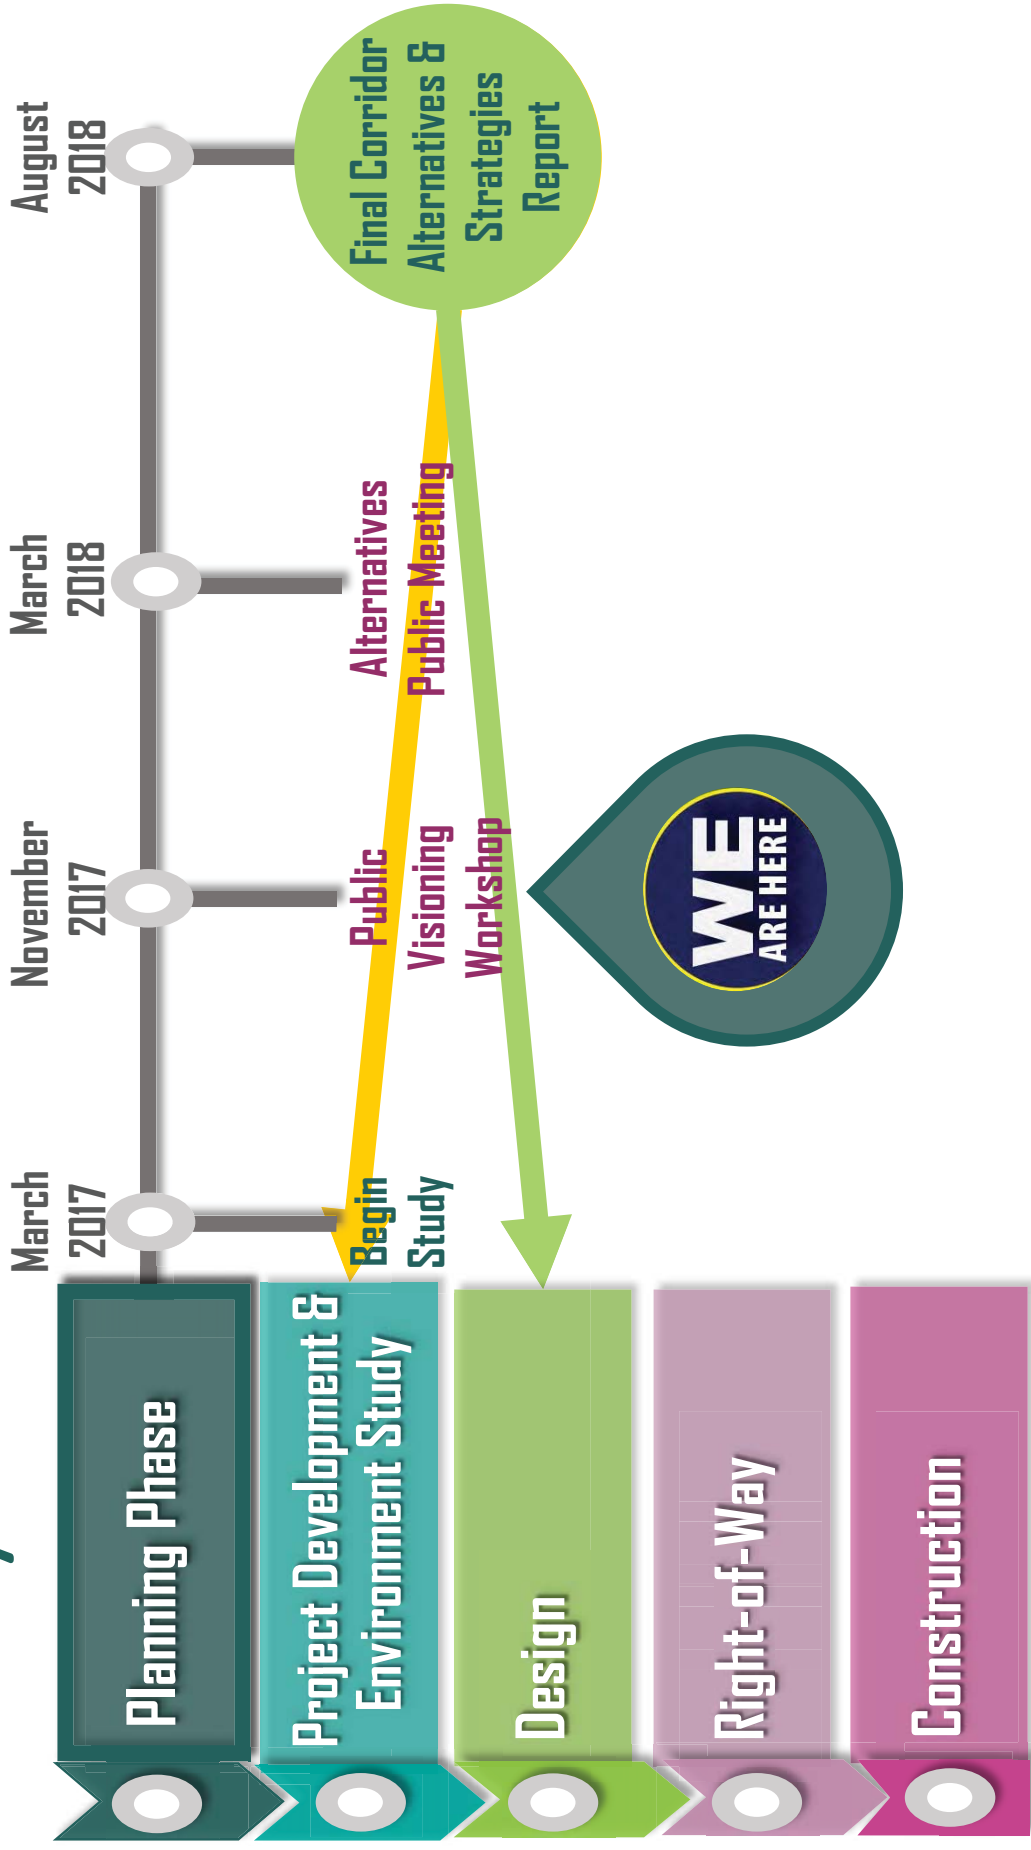 Planning Phase
March
2017
November
2017
March
2018
August
2018
Begin
Study
Public
Visioning
Workshop
Alternatives
Public Meeting
Final Corridor
Alternatives &
Strategies
Report
Project Development &
Environment Study
Design
Right-of-Way
Construction
WE
ARE HERE